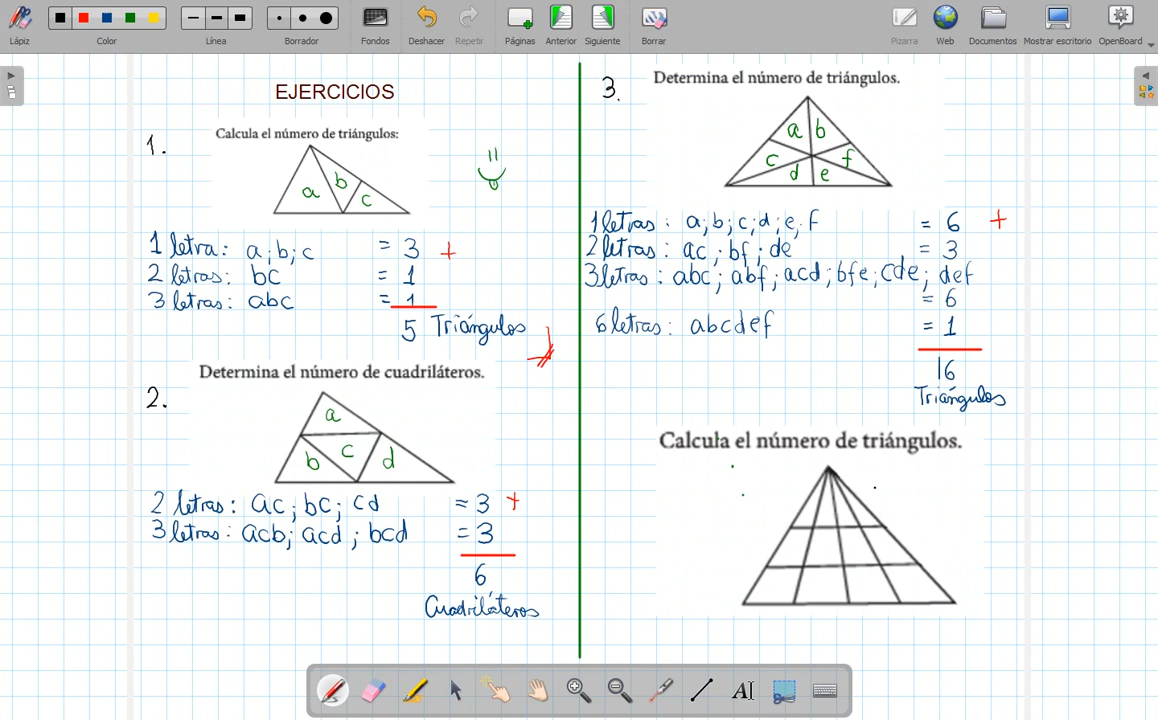 Lápiz
Color
Línea
Borrador
Fondos
Deshacer
Repetir
Páginas
Anterior
Siguiente
Borrar
Pizarra
Web
Documentos
Mostrar escritorio
OpenBoard
EJERCICIOS
1.
Calcula el número de triángulos:
a b c
1 letra: a;b;c = 3 +
2 letras: bc = 1
3 letras: abc = 1
5 Triángulos
2.
Determina el número de cuadriláteros.
a
b c d
2 letras: ac; bc; cd = 3 +
3 letras: acb; acd; bcd = 3
6
Cuadriláteros
3.
Determina el número de triángulos.
a b
c f
d e
1 letras: a;b;c;d;e;f = 6 +
2 letras: ac; bf; de = 3
3 letras: abc; abf; acd; bfe; cde; def
= 6
6 letras: abcdef = 1
16
Triángulos
Calcula el número de triángulos.